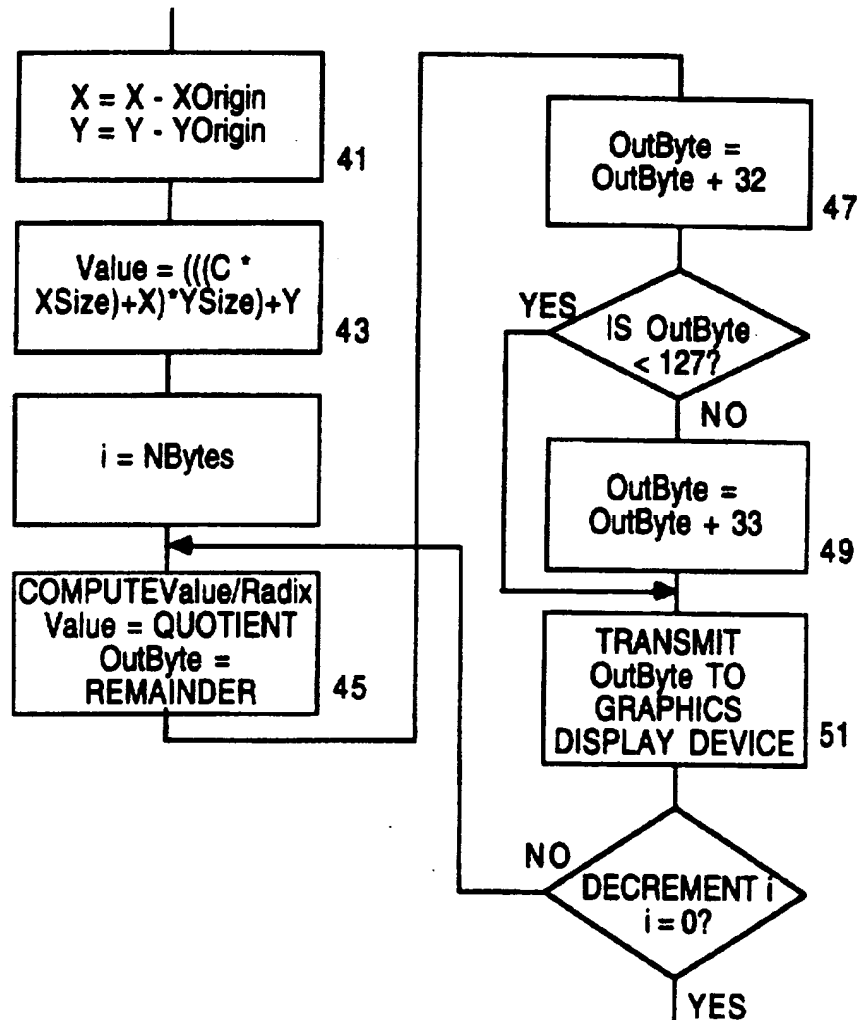 X = X - XOrigin
Y = Y - YOrigin
41
Value = (((C *
XSize)+X)*YSize)+Y
43
i = NBytes
COMPUTEValue/Radix
Value = QUOTIENT
OutByte =
REMAINDER
45
OutByte =
OutByte + 32
47
YES
IS OutByte
< 127?
NO
OutByte =
OutByte + 33
49
TRANSMIT
OutByte TO
GRAPHICS
DISPLAY DEVICE
51
NO
DECREMENT i
i = 0?
YES